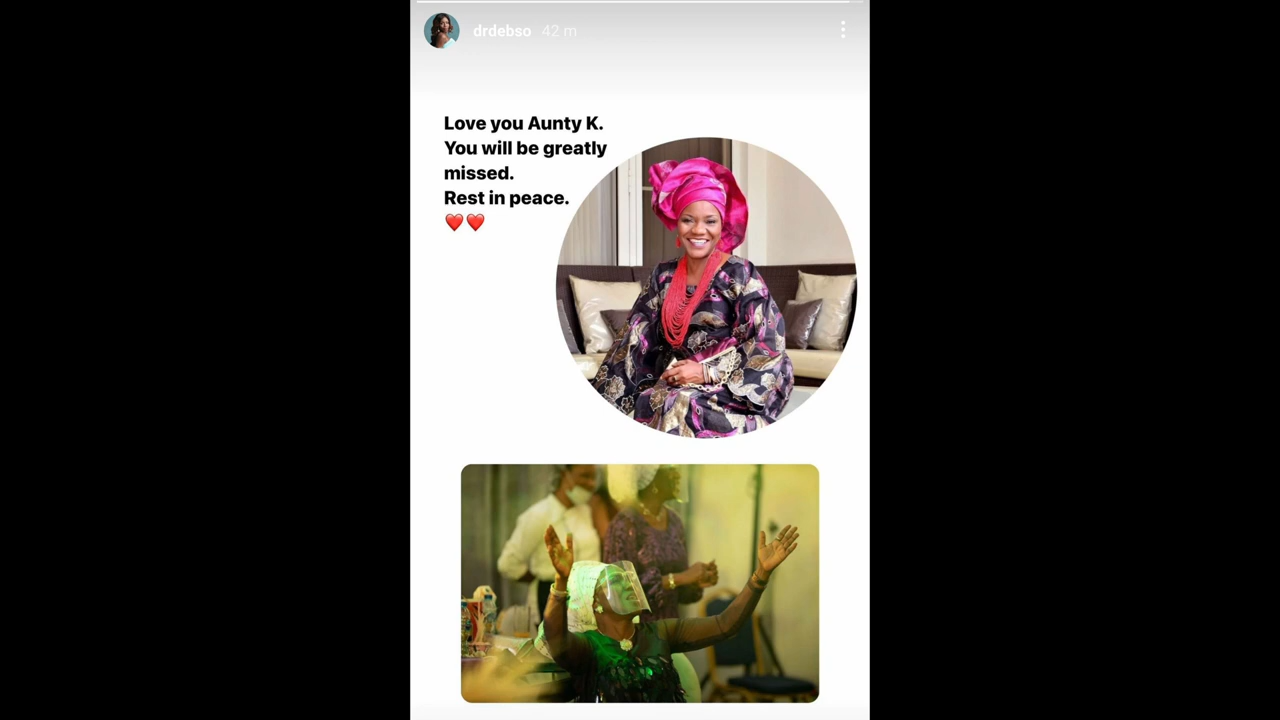 drdebso 42 m
Love you Aunty K.
You will be greatly
missed.
Rest in peace.
❤️❤️